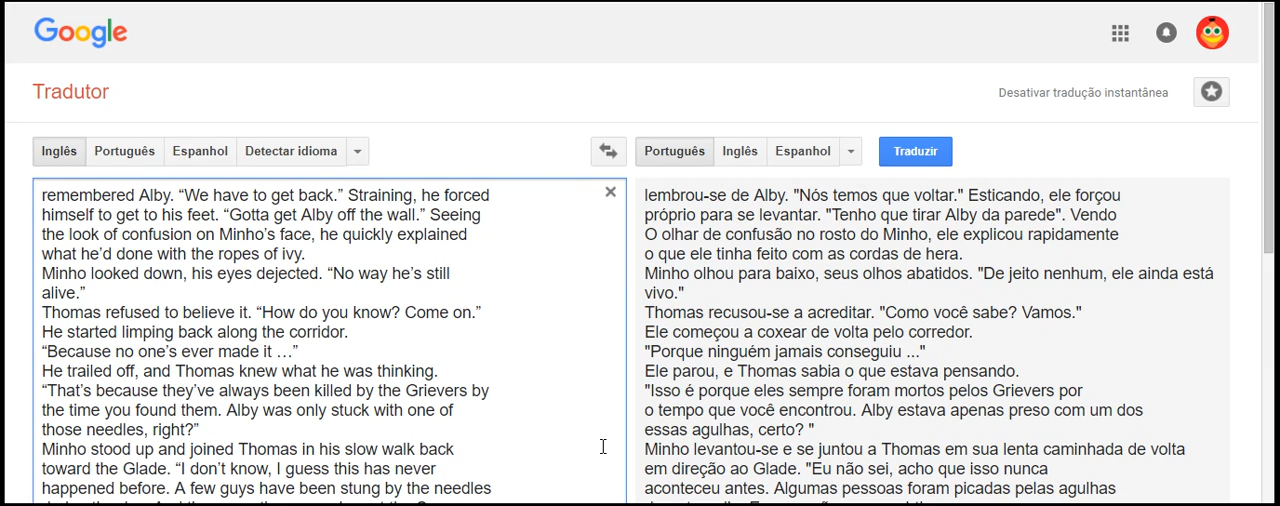 Google
Tradutor
Desativar tradução instantânea
Inglês Português Espanhol Detectar idioma
Português Inglês Espanhol Traduzir
remembered Alby. “We have to get back.” Straining, he forced
himself to get to his feet. “Gotta get Alby off the wall.” Seeing
the look of confusion on Minho’s face, he quickly explained
what he’d done with the ropes of ivy.
Minho looked down, his eyes dejected. “No way he’s still
alive.”
Thomas refused to believe it. “How do you know? Come on.”
He started limping back along the corridor.
“Because no one’s ever made it …”
He trailed off, and Thomas knew what he was thinking.
“That’s because they’ve always been killed by the Grievers by
the time you found them. Alby was only stuck with one of
those needles, right?”
Minho stood up and joined Thomas in his slow walk back
toward the Glade. “I don’t know, I guess this has never
happened before. A few guys have been stung by the needles
lembrou-se de Alby. "Nós temos que voltar." Esticando, ele forçou
próprio para se levantar. "Tenho que tirar Alby da parede". Vendo
O olhar de confusão no rosto do Minho, ele explicou rapidamente
o que ele tinha feito com as cordas de hera.
Minho olhou para baixo, seus olhos abatidos. "De jeito nenhum, ele ainda está
vivo."
Thomas recusou-se a acreditar. "Como você sabe? Vamos."
Ele começou a coxear de volta pelo corredor.
"Porque ninguém jamais conseguiu ..."
Ele parou, e Thomas sabia o que estava pensando.
"Isso é porque eles sempre foram mortos pelos Grievers por
o tempo que você encontrou. Alby estava apenas preso com um dos
essas agulhas, certo? "
Minho levantou-se e se juntou a Thomas em sua lenta caminhada de volta
em direção ao Glade. "Eu não sei, acho que isso nunca
aconteceu antes. Algumas pessoas foram picadas pelas agulhas